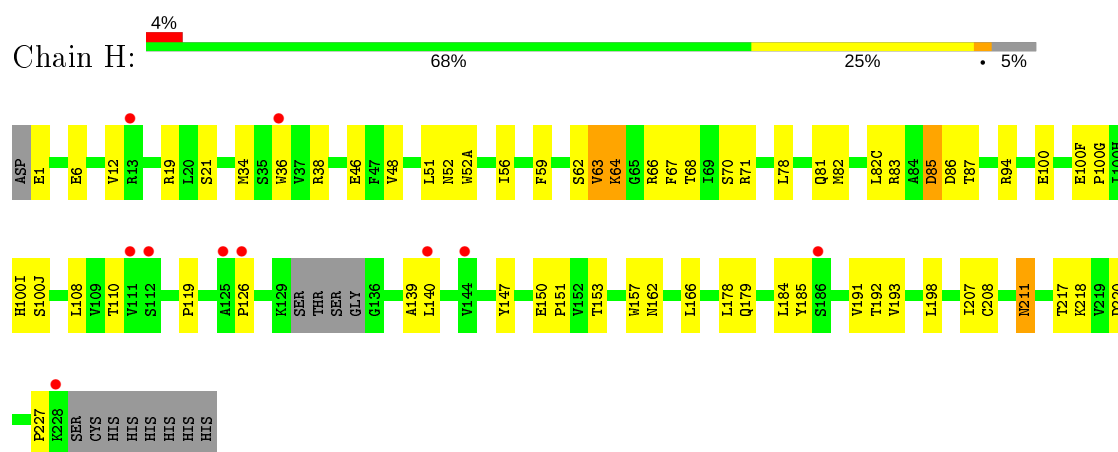 4%
Chain H:
68% 25% • 5%
ASP E1 E6 V12 R13 R19 L20 S21 M34 S35 W36 V37 R38 E46 F47 V48 L51 N52 W52A I56 F59 S62 V63 K64 G65 R66 F67 T68 I69 S70 R71 L78 Q81 M82 L82C R83 A84 D85 D86 T87 R94 E100 E100F P100G I100H
H100I S100J L108 V109 T110 V111 S112 P119 A125 P126 K129 SER THR SER GLY G136 A139 L140 V144 Y147 E150 P151 V152 T153 W157 N162 L166 L178 Q179 L184 Y185 S186 V191 T192 V193 L198 I207 C208 N211 T217 K218 V219
P227 K228 SER CYS HIS HIS HIS HIS HIS HIS